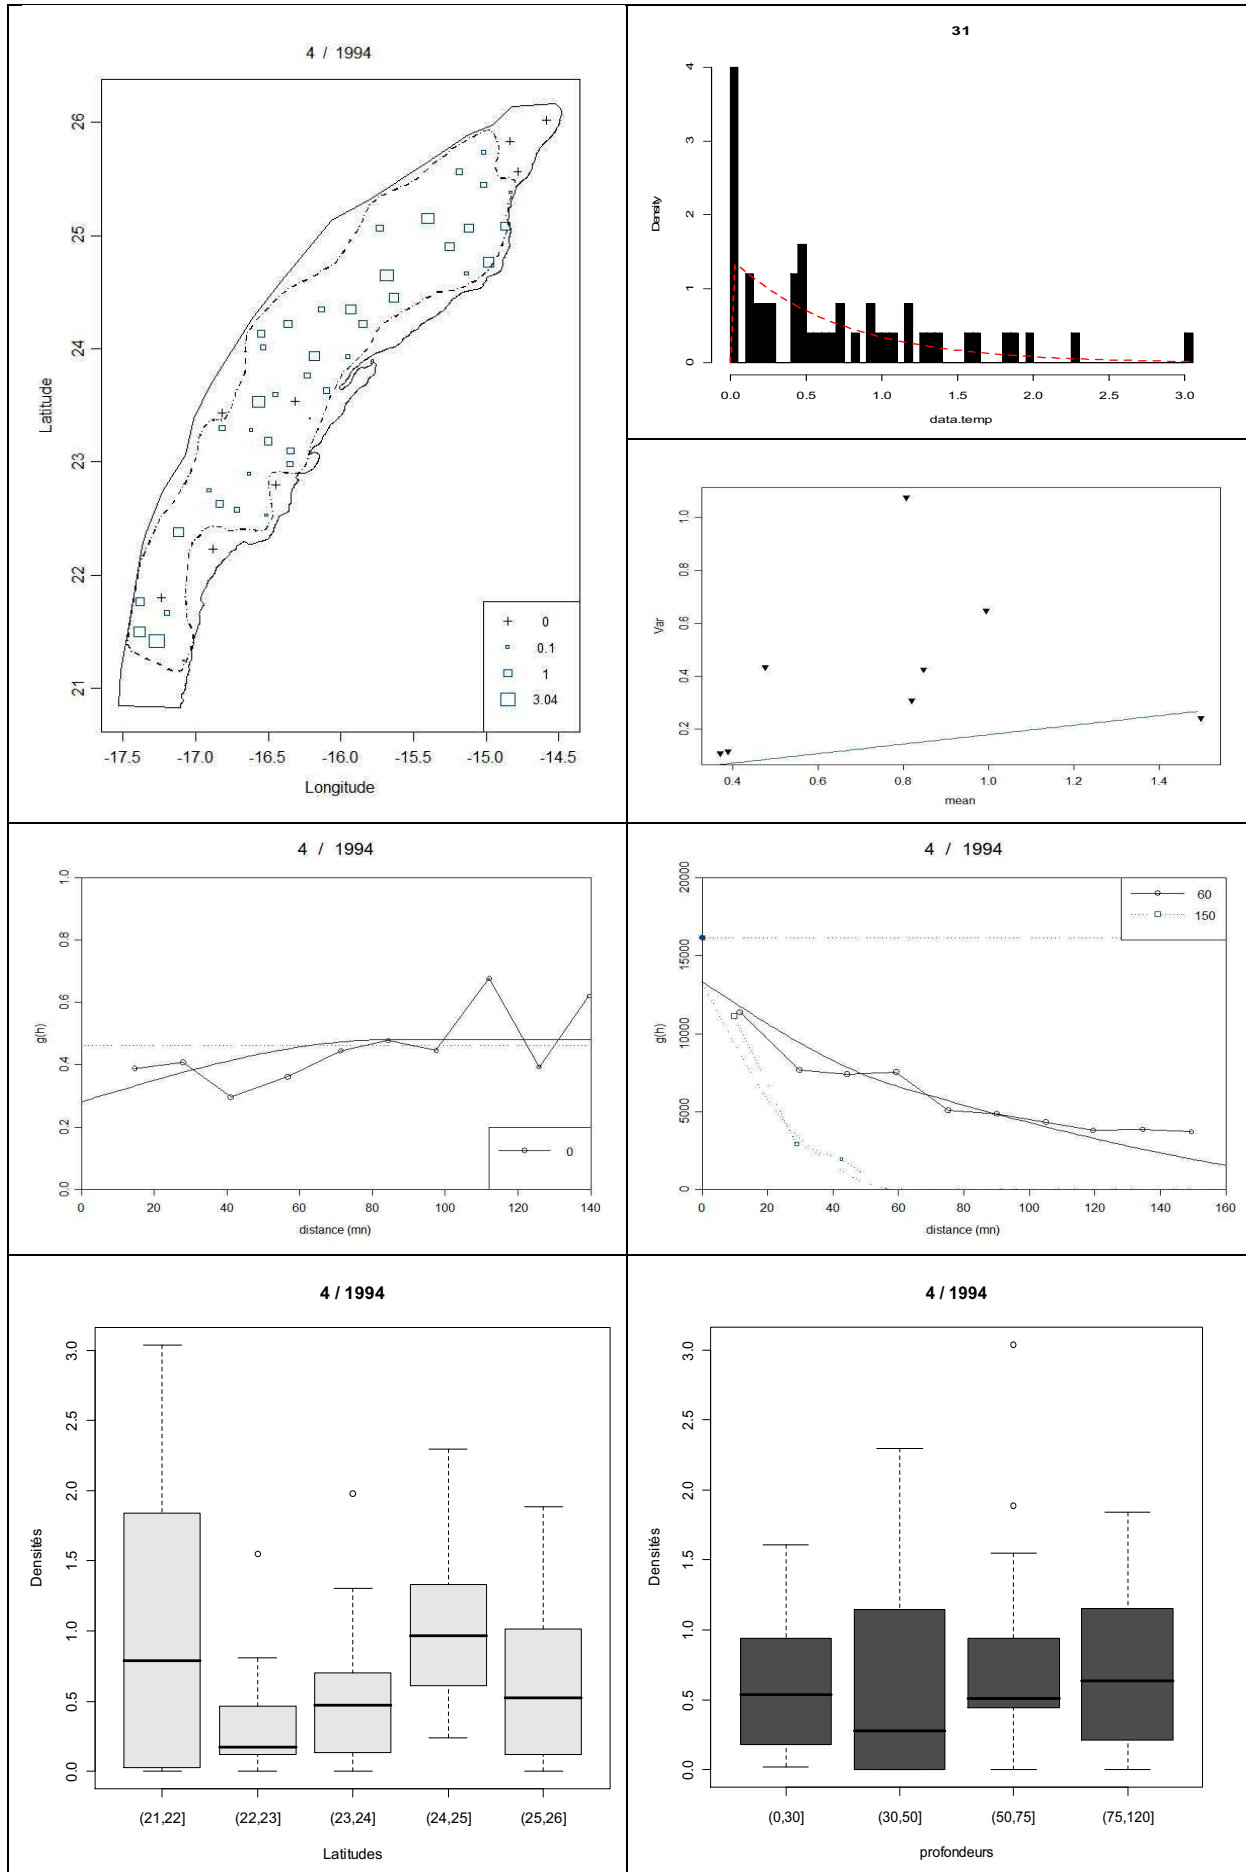 4 / 1994
26
25
24
23
22
21
Latitude
0
0.1
1
3.04
-17.5 -16.5 -16.0 -15.5 -15.0 -14.5
-17.0
Longitude
31
4
3
2
1
0
Density
0.0 0.5 1.0 1.5 2.0 2.5 3.0
data.temp
1.0
0.8
0.6
0.4
0.2
Var
0.4 0.6 0.8 1.0 1.2 1.4
mean
4 / 1994
1.0
0.8
0.6
0.4
0.2
0.0
g(h)
0
0 20 40 60 80 100 120 140
distance (mn)
4 / 1994
20000
15000
10000
5000
0
g(h)
60
150
0 20 40 60 80 100 120 140 160
distance (mn)
4 / 1994
3.0
2.5
2.0
1.5
1.0
0.5
0.0
Densités
(21,22] (22,23] (23,24] (24,25] (25,26]
Latitudes
4 / 1994
3.0
2.5
2.0
1.5
1.0
0.5
0.0
Densités
(0,30] (30,50] (50,75] (75,120]
profondeurs